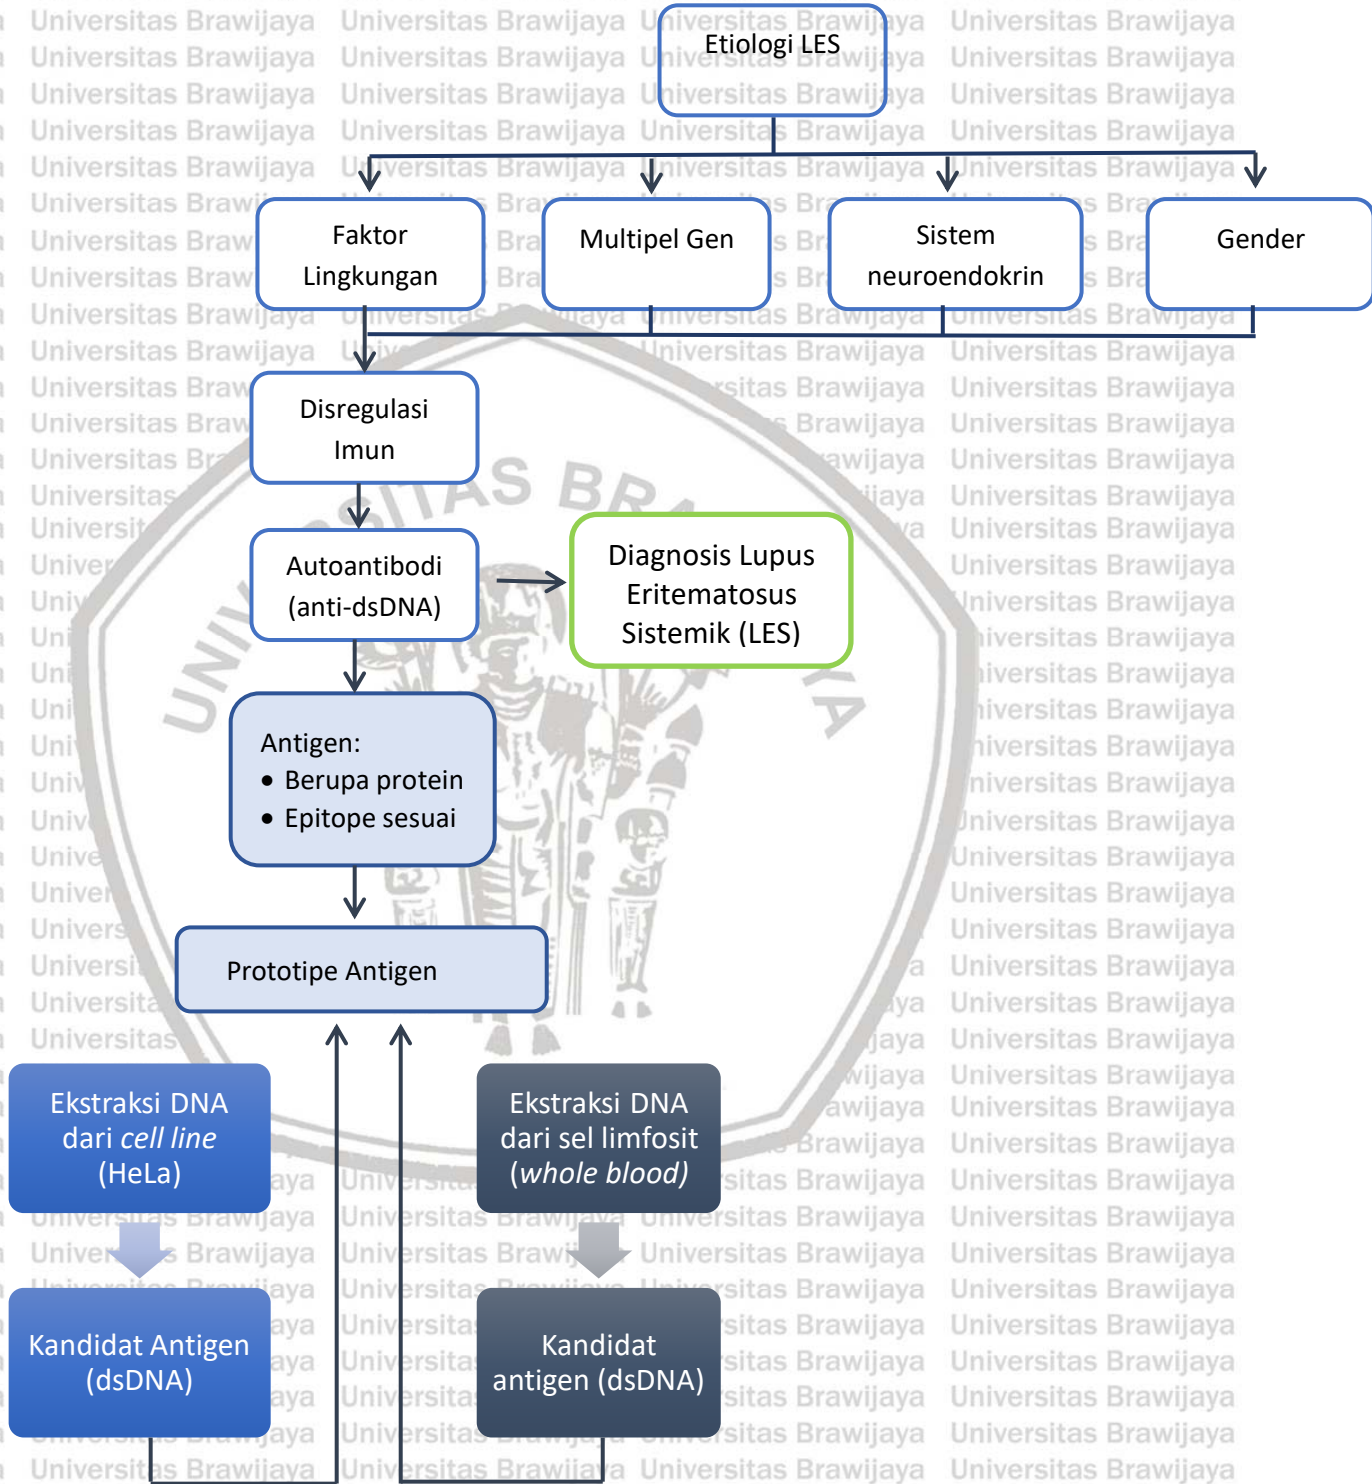 Etiologi LES
Faktor
Lingkungan
Multipel Gen
Sistem
neuroendokrin
Gender
Disregulasi
Imun
Autoantibodi
(anti-dsDNA)
Diagnosis Lupus
Eritematosus
Sistemik (LES)
Antigen:
• Berupa protein
• Epitope sesuai
Prototipe Antigen
Ekstraksi DNA
dari cell line
(HeLa)
Ekstraksi DNA
dari sel limfosit
(whole blood)
Kandidat Antigen
(dsDNA)
Kandidat
antigen (dsDNA)